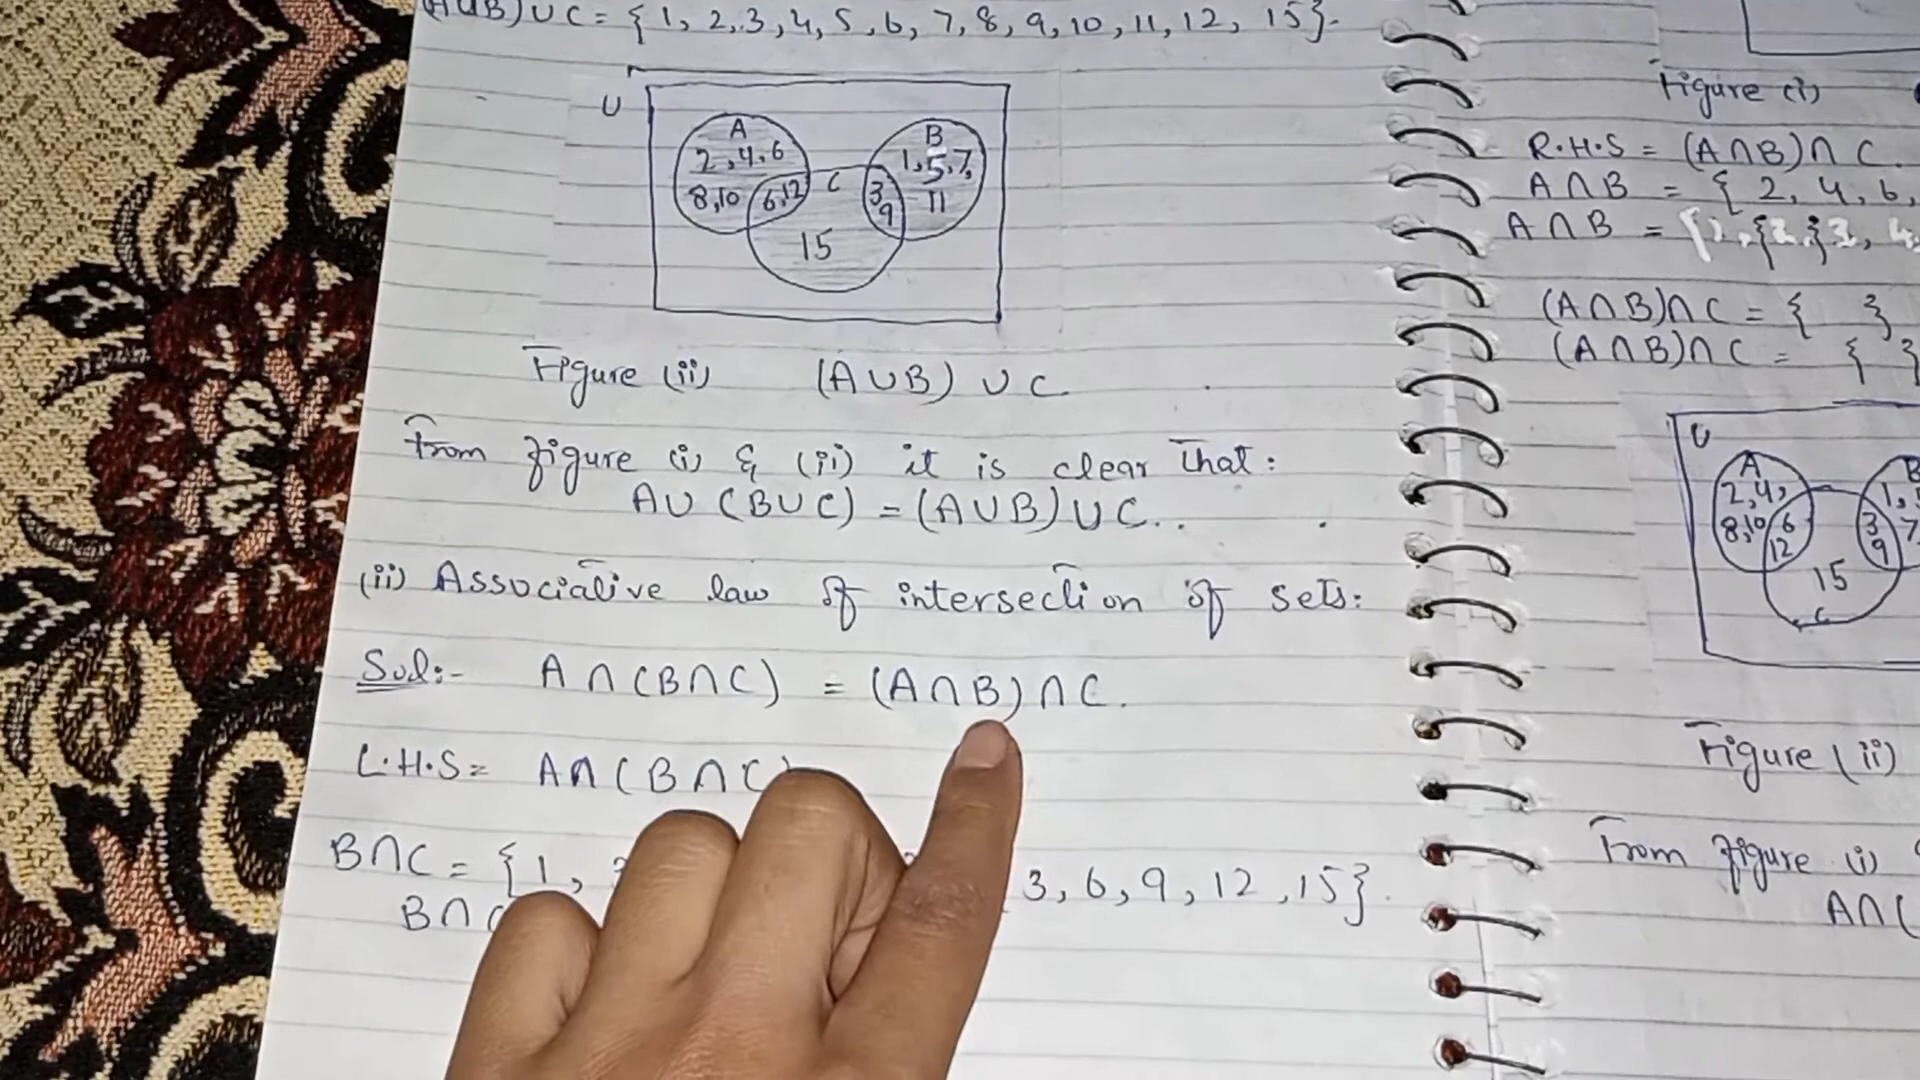 (A∪B)∪C = {1, 2, 3, 4, 5, 6, 7, 8, 9, 10, 11, 12, 15}.
U
A
B
2, 4, 6
1, 5, 7,
8, 10
6, 12
C
3
9
11
15
Figure (ii) (A∪B) ∪ C.
From figure (i) & (ii) it is clear that:
A∪ (B∪C) = (A∪B)∪C..
(ii) Associative law of intersection of sets:
Sol:- A∩(B∩C) = (A∩B)∩C.
L.H.S = A∩(B∩C)
B∩C = {1, 3, 6, 9, 12, 15}.
B∩C
Figure (i)
R.H.S = (A∩B)∩ C.
A∩B = { 2, 4, 6,
A∩B =
(A∩B)∩C = { }
(A∩B)∩C = { }
U
A
B
2, 4,
1,
8, 10
6
12
3
9
7
15
C
Figure (ii)
From figure (i)
A∩(